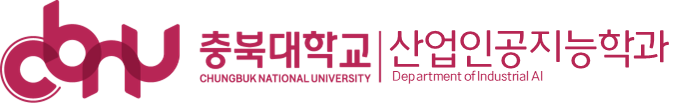 cbnu
충북대학교
CHUNGBUK NATIONAL UNIVERSITY
산업인공지능학과
Department of Industrial AI